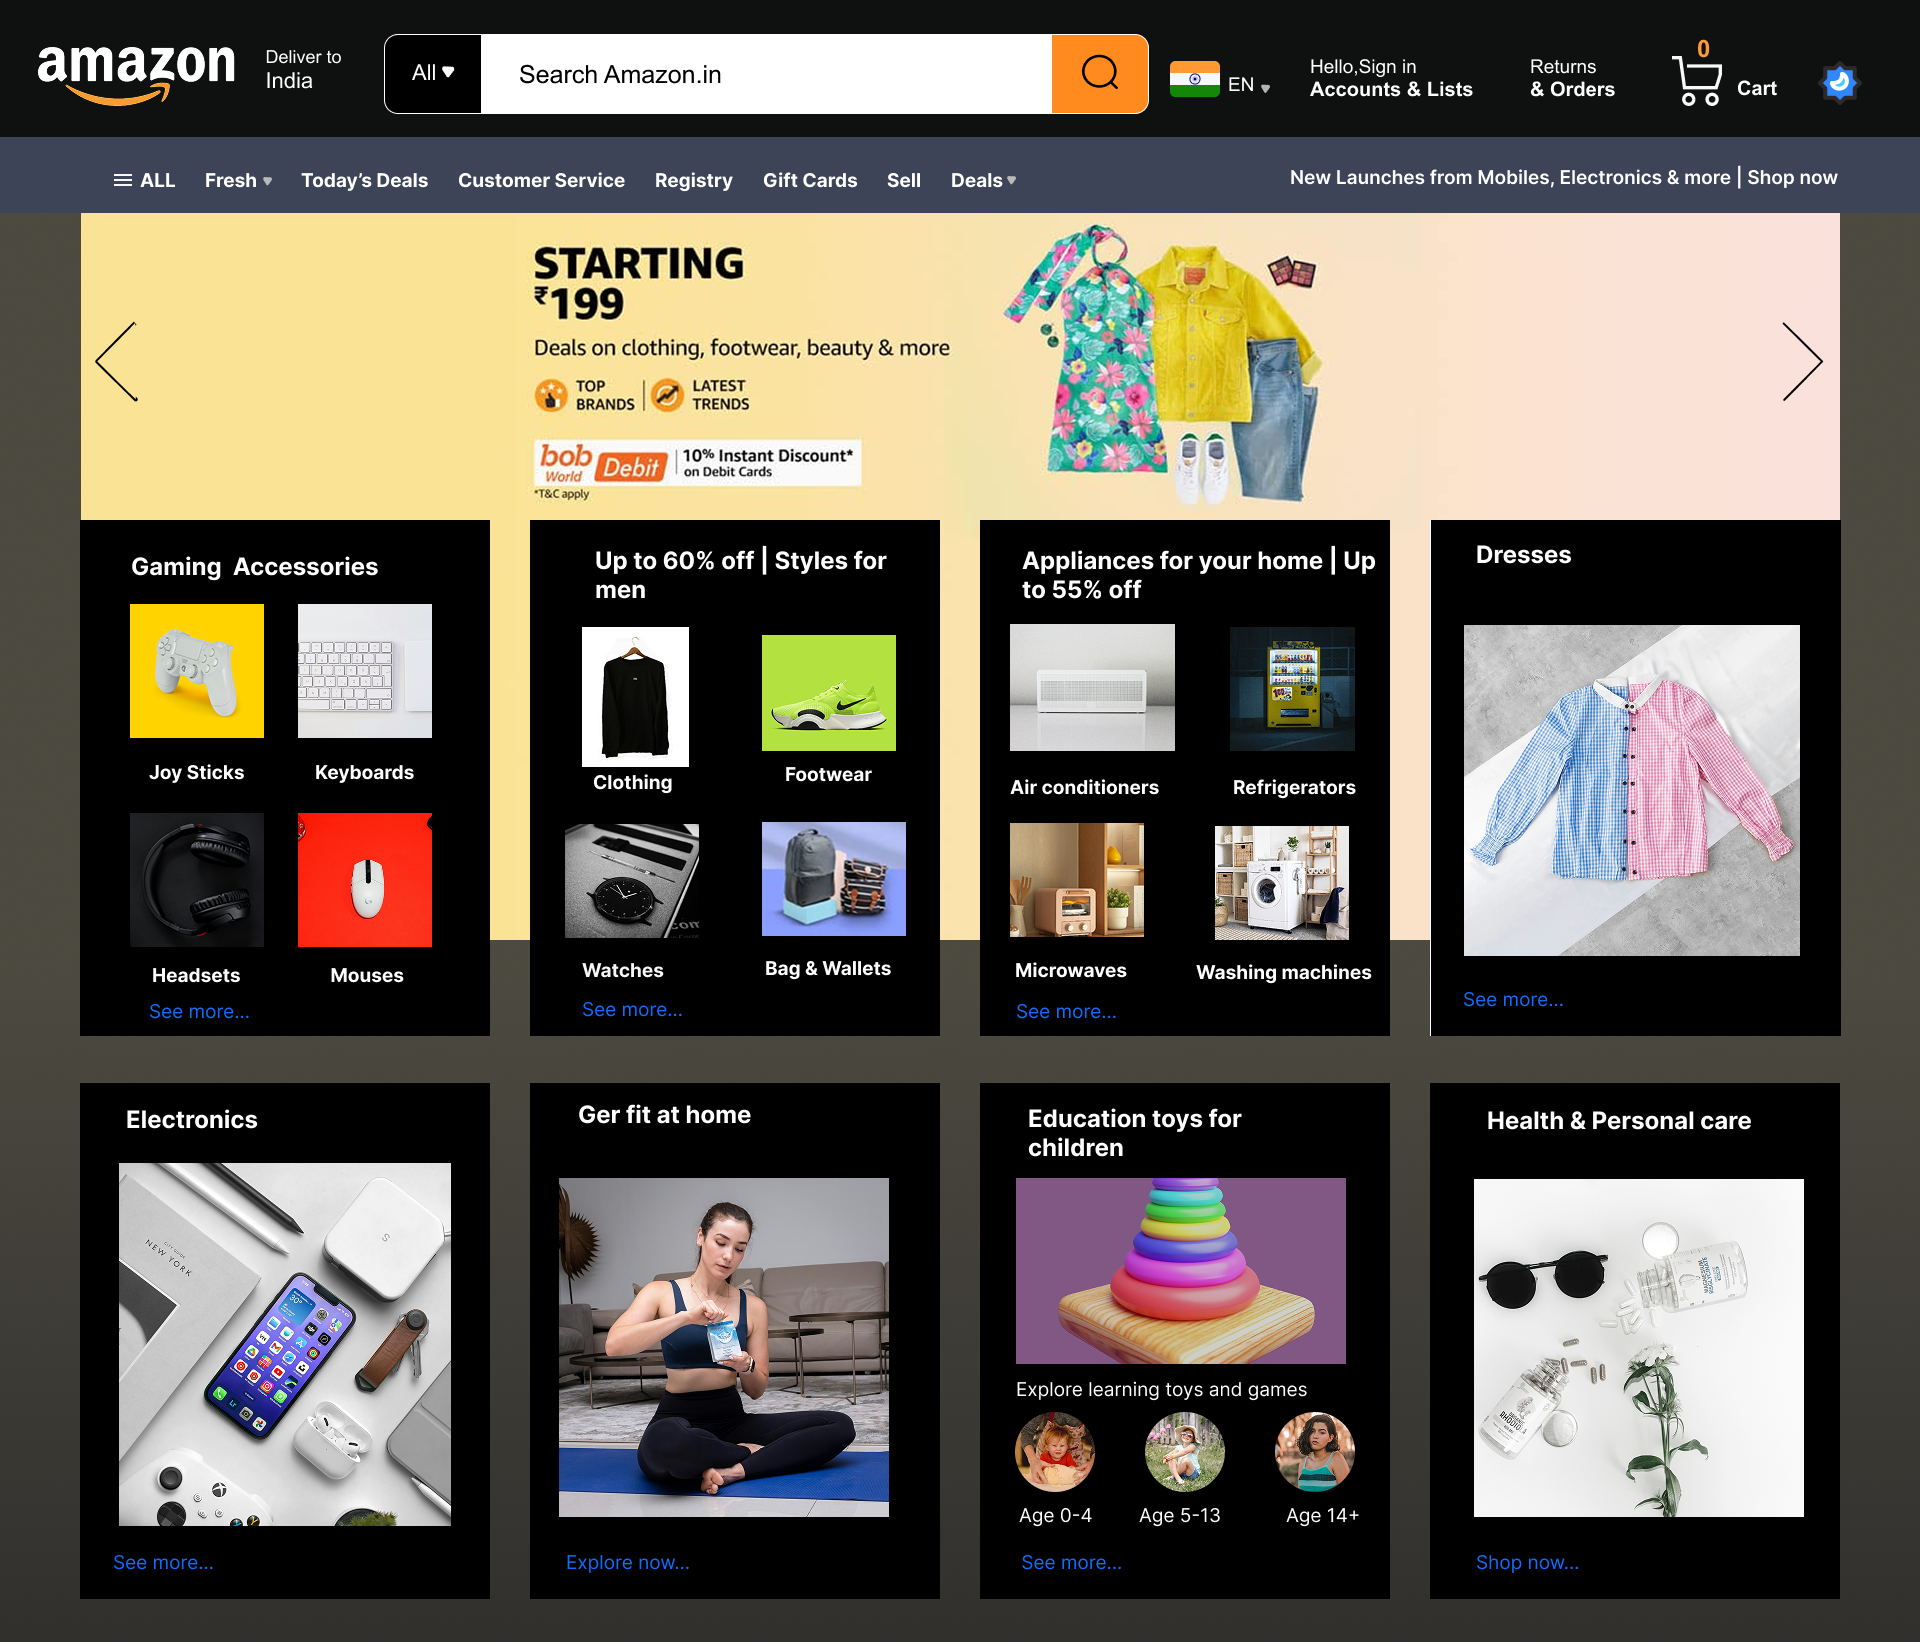 amazon
Deliver to
India
All
Search Amazon.in
EN
Hello,Sign in
Accounts & Lists
Returns
& Orders
0
Cart
ALL
Fresh
Today's Deals
Customer Service
Registry
Gift Cards
Sell
Deals
New Launches from Mobiles, Electronics & more | Shop now
STARTING
₹199
Deals on clothing, footwear, beauty & more
TOP
BRANDS
LATEST
TRENDS
bob
World
Debit
10% Instant Discount*
on Debit Cards
*T&C apply
Gaming  Accessories
Joy Sticks
Keyboards
Headsets
Mouses
See more...
Up to 60% off | Styles for
men
Clothing
Footwear
Watches
Bag & Wallets
See more...
Appliances for your home | Up
to 55% off
Air conditioners
Refrigerators
Microwaves
Washing machines
See more...
Dresses
See more...
Electronics
CITY GUIDE
NEW YORK
See more...
Ger fit at home
Explore now...
Education toys for
children
Explore learning toys and games
Age 0-4
Age 5-13
Age 14+
See more...
Health & Personal care
Shop now...